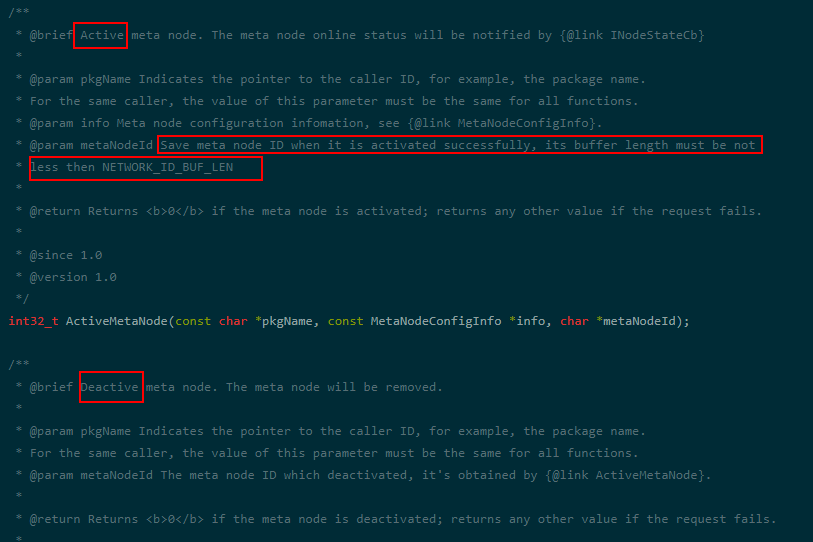 /**
* @brief Active meta node. The meta node online status will be notified by {@link INodeStateCb}
*
* @param pkgName Indicates the pointer to the caller ID, for example, the package name.
* For the same caller, the value of this parameter must be the same for all functions.
* @param info Meta node configuration infomation, see {@link MetaNodeConfigInfo}.
* @param metaNodeId Save meta node ID when it is activated successfully, its buffer length must be not
* less then NETWORK_ID_BUF_LEN
*
* @return Returns <b>0</b> if the meta node is activated; returns any other value if the request fails.
*
* @since 1.0
* @version 1.0
*/
int32_t ActiveMetaNode(const char *pkgName, const MetaNodeConfigInfo *info, char *metaNodeId);
/**
* @brief Deactive meta node. The meta node will be removed.
*
* @param pkgName Indicates the pointer to the caller ID, for example, the package name.
* For the same caller, the value of this parameter must be the same for all functions.
* @param metaNodeId The meta node ID which deactivated, it's obtained by {@link ActiveMetaNode}.
*
* @return Returns <b>0</b> if the meta node is deactivated; returns any other value if the request fails.
*